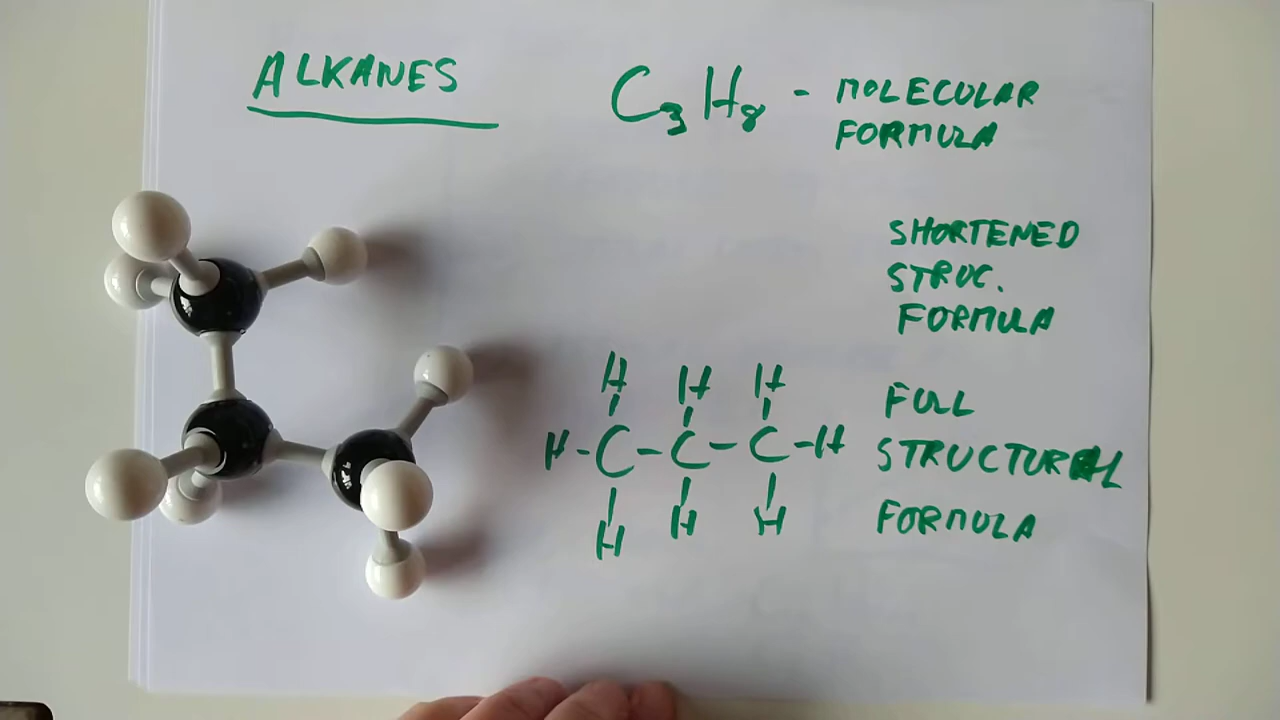 ALKANES
C₃H₈ - MOLECULAR
FORMULA
SHORTENED
STRUC.
FORMULA
H H H
FULL
H-C-C-C-H STRUCTURAL
H H H
FORMULA